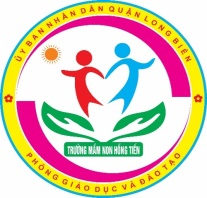 ỦY BAN NHÂN DÂN QUẬN LONG BIÊN
TRƯỜNG MẦM NON HỒNG TIẾN
PHÒNG GIÁO DỤC VÀ ĐÀO TẠO